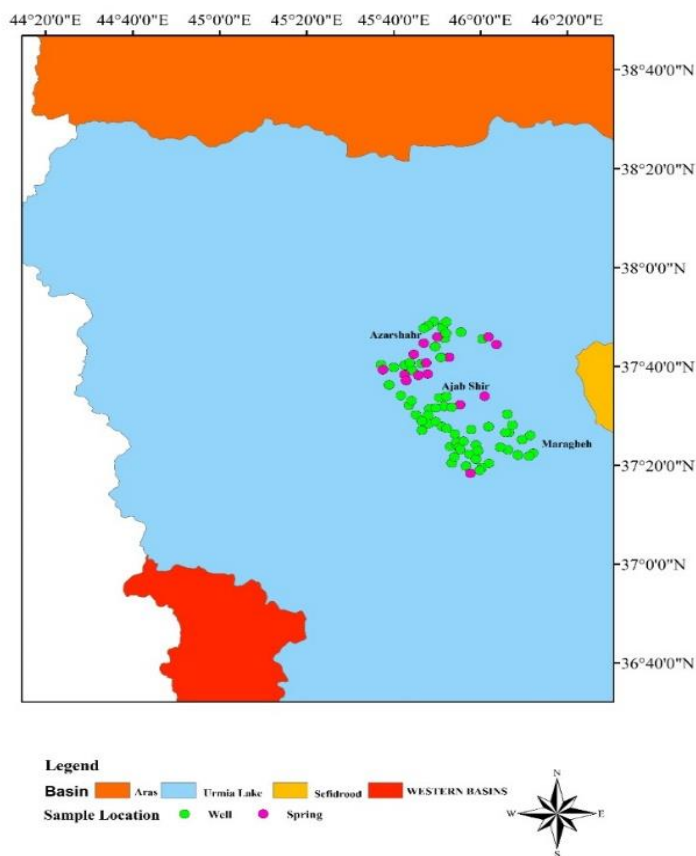 44°20'0"E 44°40'0"E 45°0'0"E 45°20'0"E 45°40'0"E 46°0'0"E 46°20'0"E
38°40'0"N
38°20'0"N
38°0'0"N
Azarshahr
37°40'0"N
Ajab Shir
Maragheh
37°20'0"N
37°0'0"N
36°40'0"N
Legend
Basin Aras Urmia Lake Sefidrood WESTERN BASINS
Sample Location Well Spring
N
W E
S